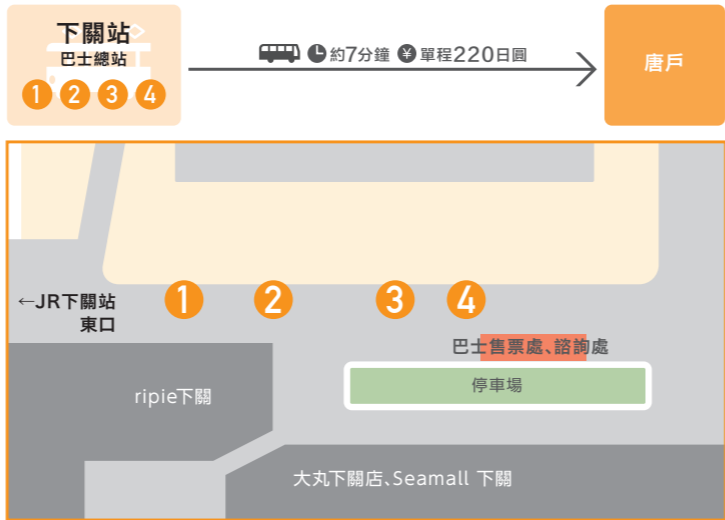 下關站
巴士總站
1 2 3 4
約7分鐘 ¥ 單程220日圓
唐戶
1 2 3 4
←JR下關站
東口
巴士售票處、諮詢處
停車場
ripie下關
大丸下關店、Seamall 下關